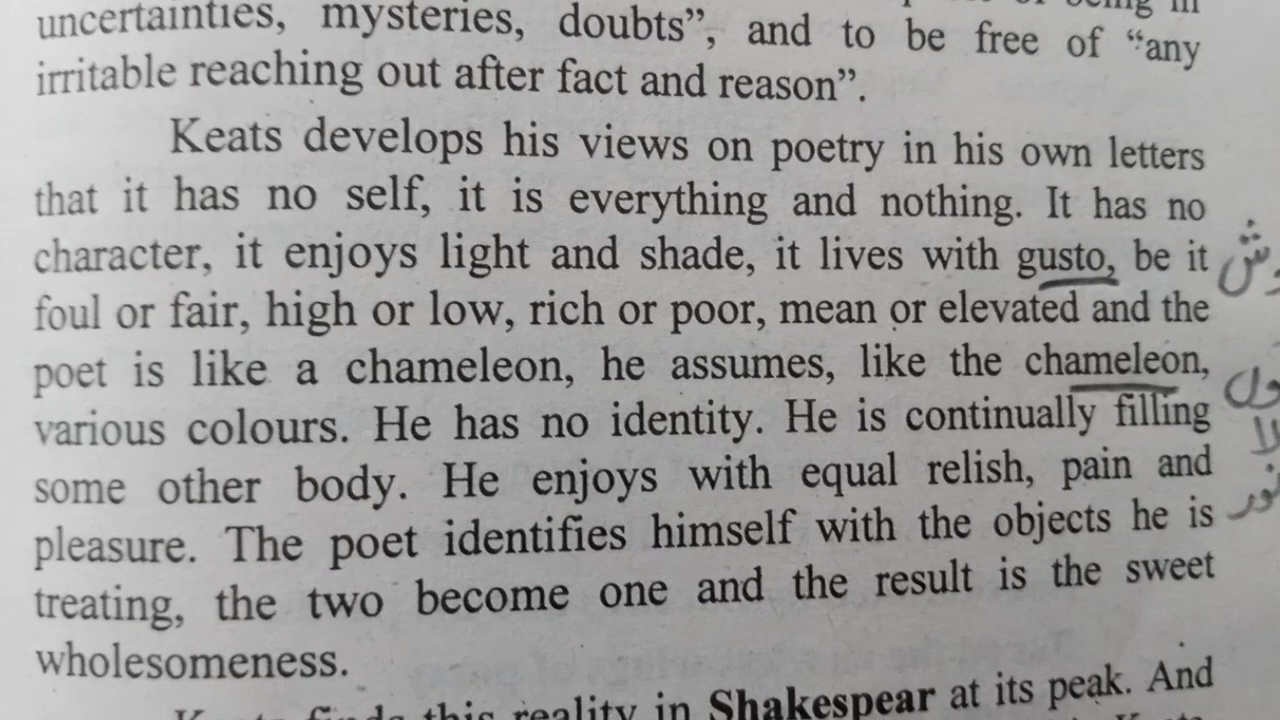 uncertainties, mysteries, doubts”, and to be free of “any
irritable reaching out after fact and reason”.
Keats develops his views on poetry in his own letters
that it has no self, it is everything and nothing. It has no
character, it enjoys light and shade, it lives with gusto, be it
foul or fair, high or low, rich or poor, mean or elevated and the
poet is like a chameleon, he assumes, like the chameleon,
various colours. He has no identity. He is continually filling
some other body. He enjoys with equal relish, pain and
pleasure. The poet identifies himself with the objects he is
treating, the two become one and the result is the sweet
wholesomeness.
this reality in Shakespear at its peak. And